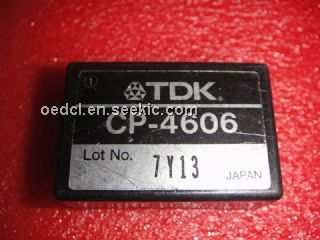 ①
TDK®
oedcl.en.seekic.com
CP-4606
Lot No. 7Y13
JAPAN